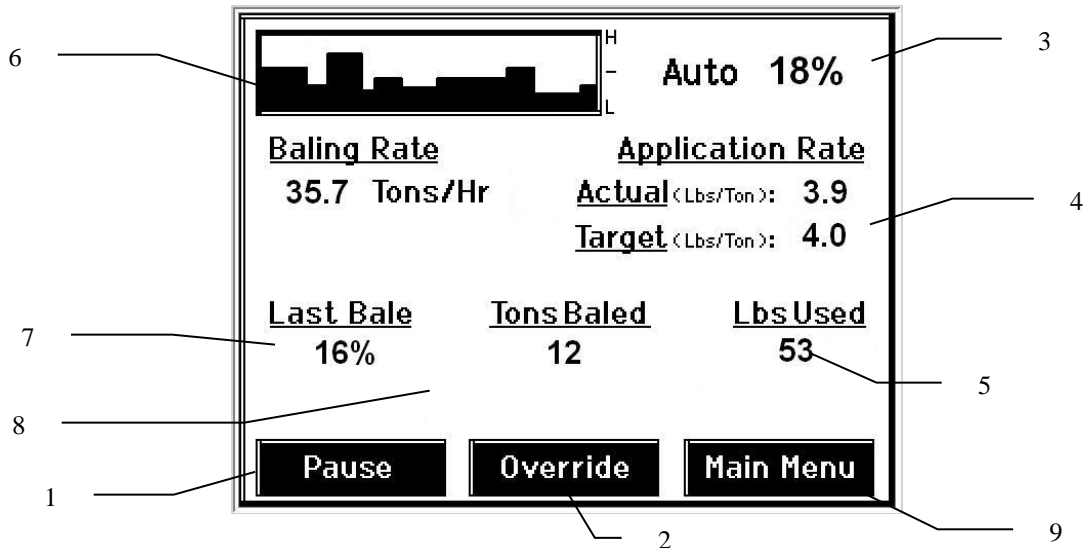 H
6
3
Auto 18%
–
L
Baling Rate
Application Rate
35.7 Tons/Hr
Actual (Lbs/Ton): 3.9
4
Target (Lbs/Ton): 4.0
Last Bale
Tons Baled
Lbs Used
7
16%
12
53
5
8
Pause
Override
Main Menu
1
2
9